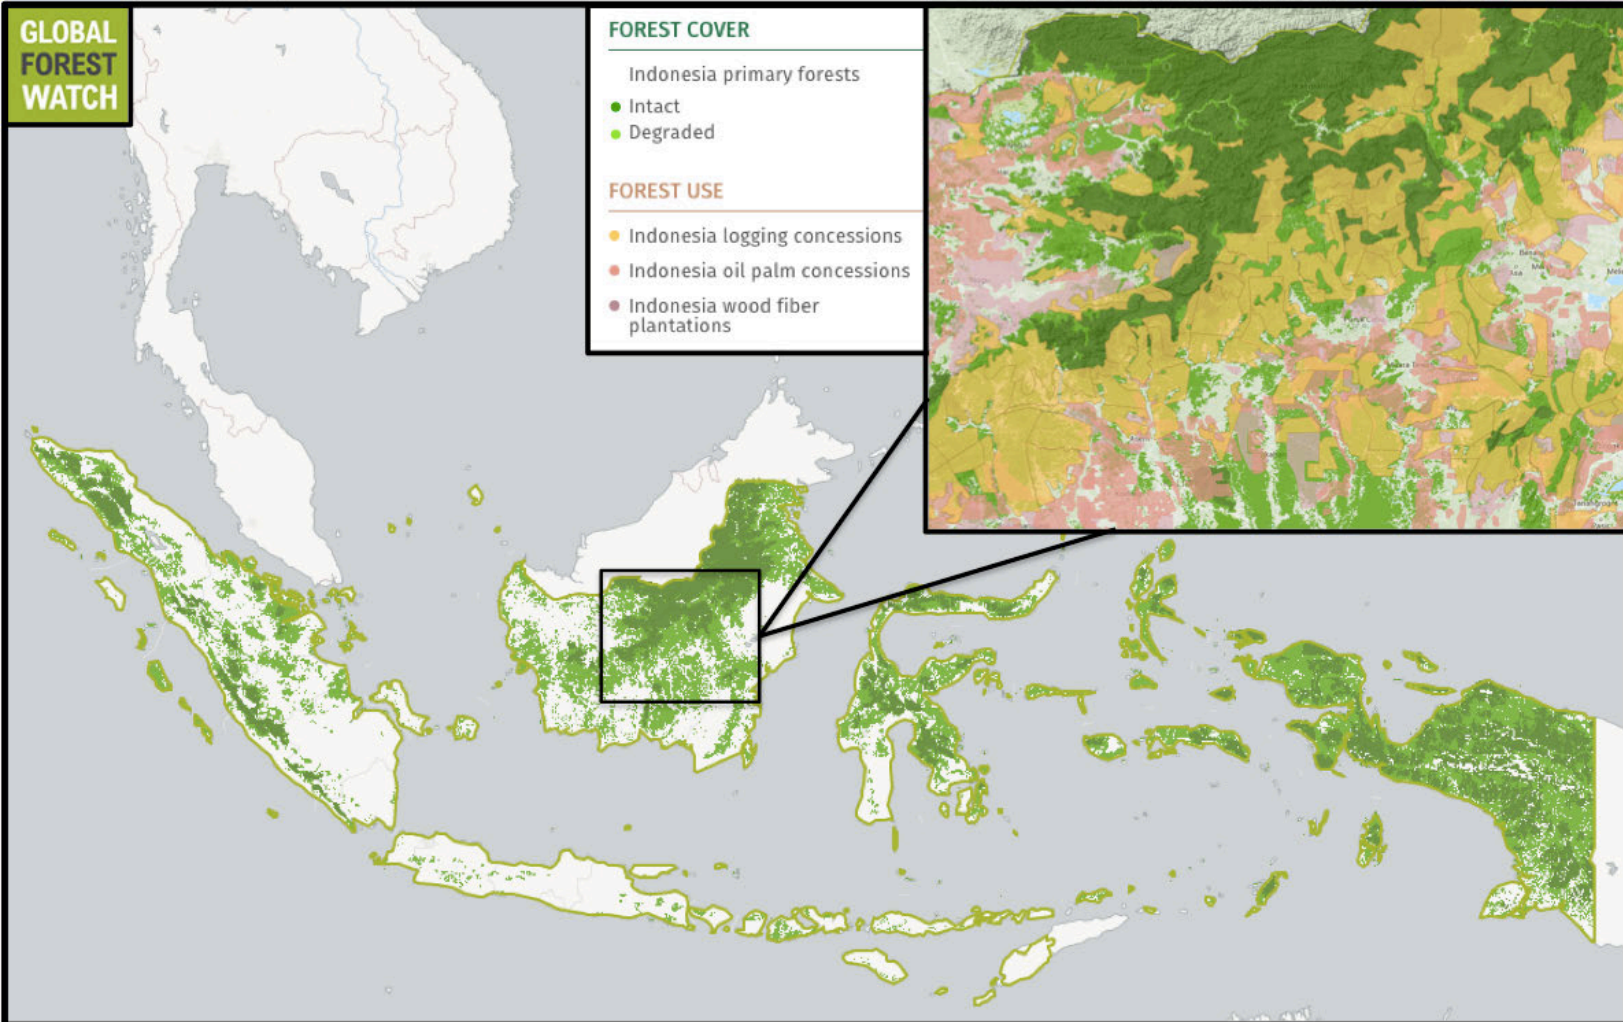 GLOBAL
FOREST
WATCH
FOREST COVER
Indonesia primary forests
Intact
Degraded
FOREST USE
Indonesia logging concessions
Indonesia oil palm concessions
Indonesia wood fiber
plantations